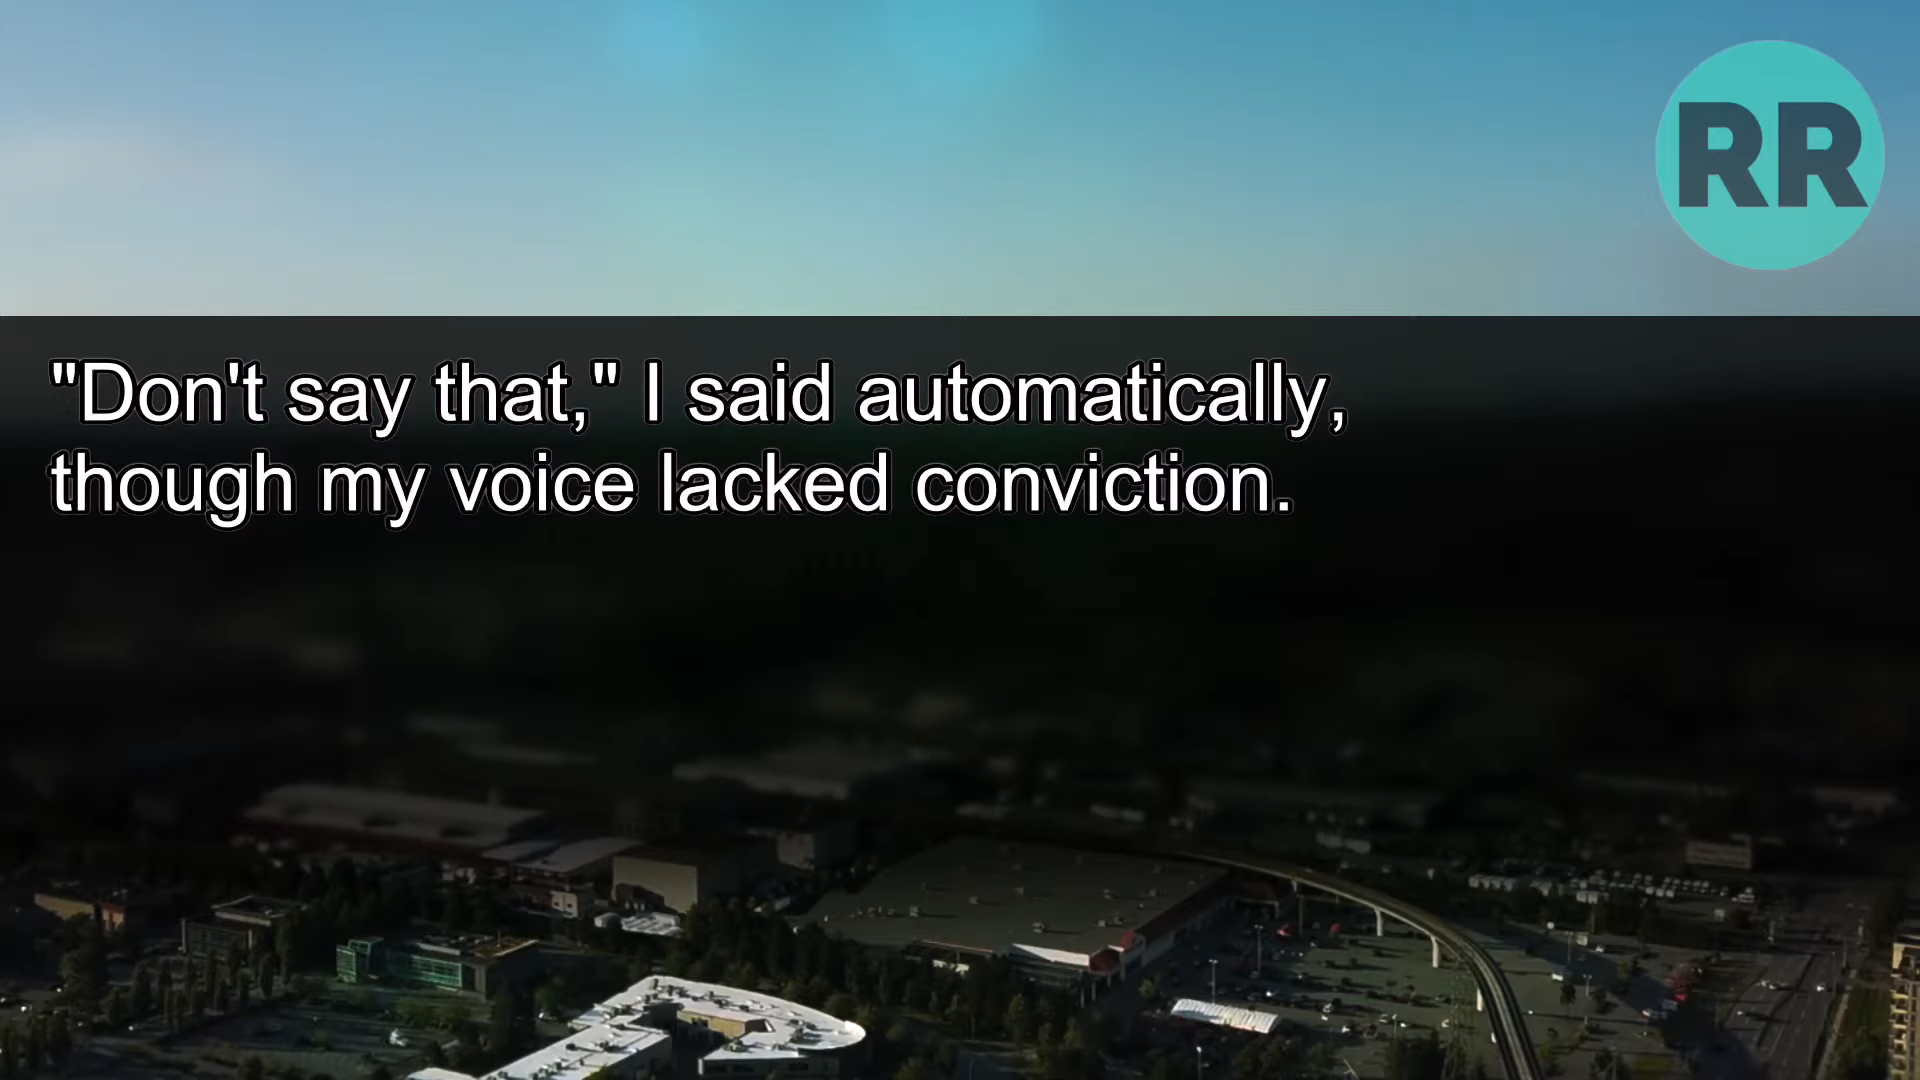 RR
"Don't say that," I said automatically,
though my voice lacked conviction.